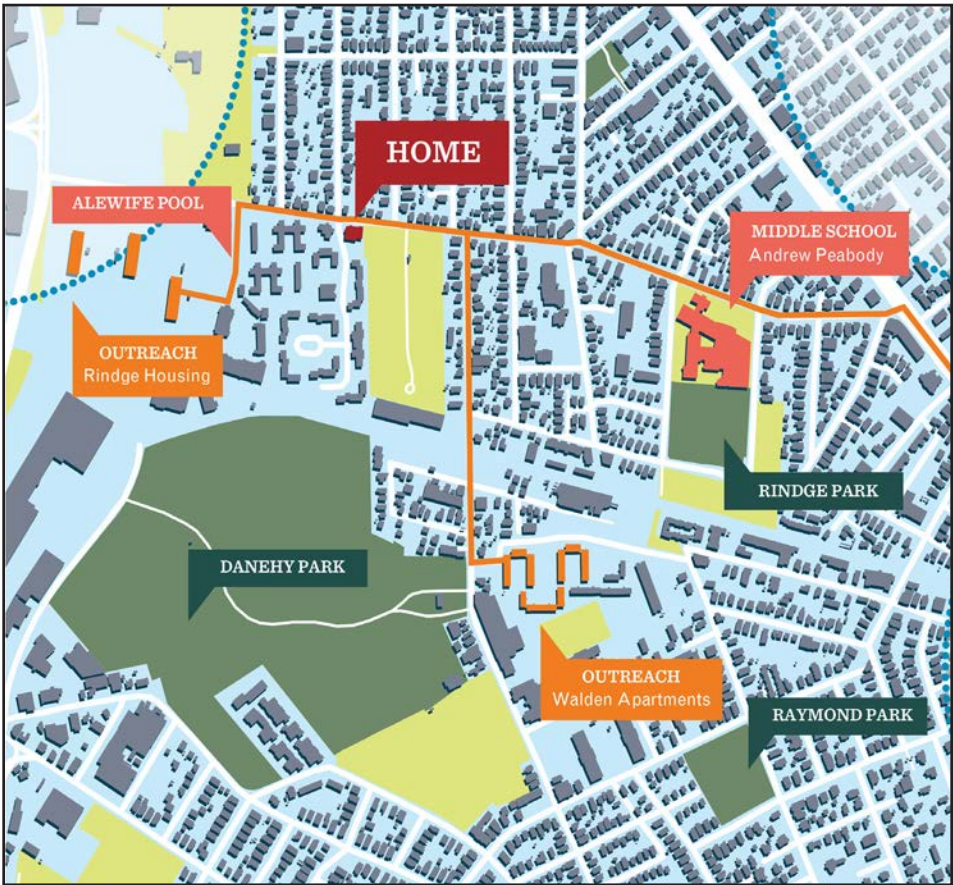 HOME
ALEWIFE POOL
MIDDLE SCHOOL
Andrew Peabody
OUTREACH
Rindge Housing
RINDGE PARK
DANEHY PARK
OUTREACH
Walden Apartments
RAYMOND PARK